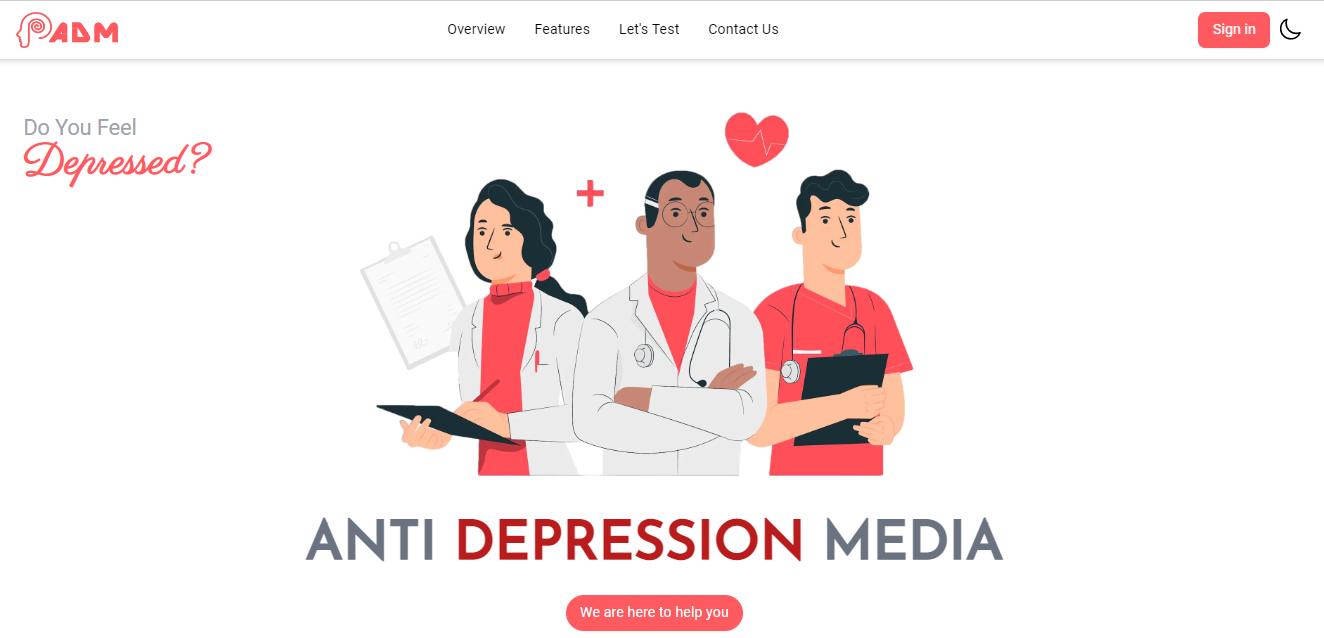 ADM
Overview
Features
Let's Test
Contact Us
Sign in
Do You Feel
Depressed?
ANTI DEPRESSION MEDIA
We are here to help you